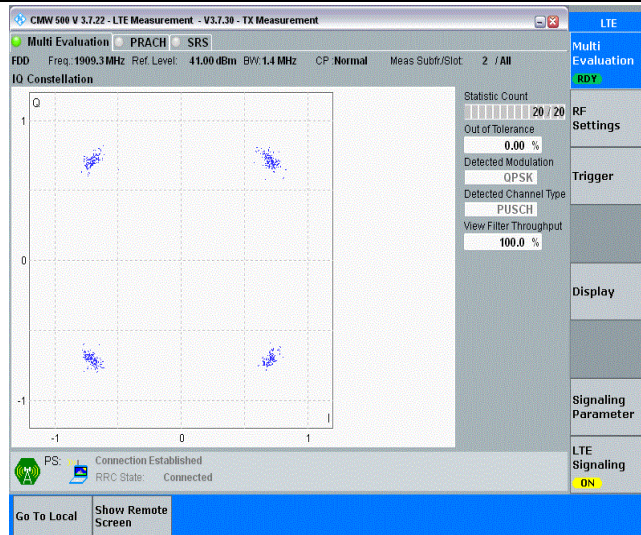 CMW 500 V 3.7.22 - LTE Measurement - V3.7.30 - TX Measurement
LTE
Multi Evaluation PRACH SRS
FDD Freq.:1909.3 MHz Ref. Level: 41.00 dBm BW:1.4 MHz CP :Normal Meas Subfr./Slot: 2 / All
IQ Constellation
Q
1
0
-1
I
-1 0 1
Statistic Count
20 / 20
Out of Tolerance
0.00 %
Detected Modulation
QPSK
Detected Channel Type
PUSCH
View Filter Throughput
100.0 %
Multi
Evaluation
RDY
RF
Settings
Trigger
Display
Signaling
Parameter
LTE
Signaling
ON
PS: Connection Established
RRC State: Connected
Go To Local
Show Remote
Screen